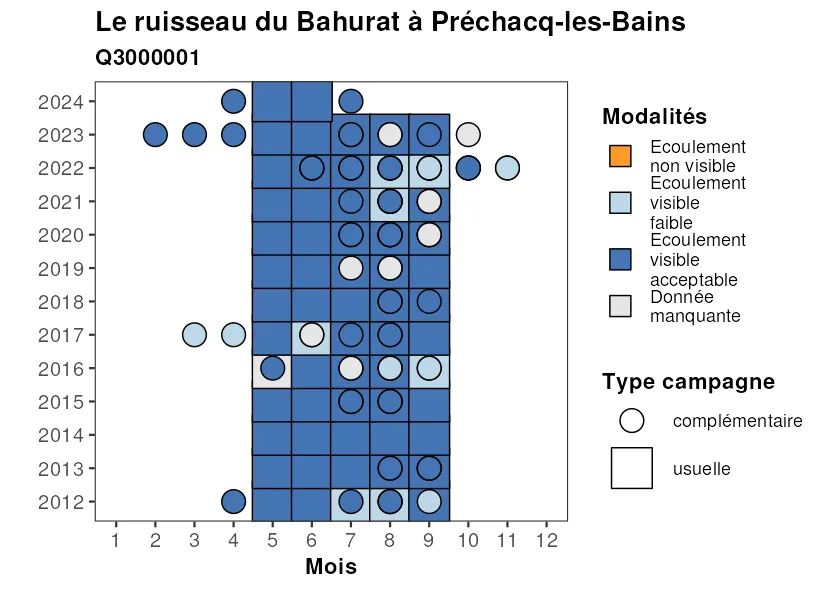 Le ruisseau du Bahurat à Préchacq-les-Bains
Q3000001
2024
2023
2022
2021
2020
2019
2018
2017
2016
2015
2014
2013
2012
1 2 3 4 5 6 7 8 9 10 11 12
Mois
Modalités
Ecoulement
non visible
Ecoulement
visible
faible
Ecoulement
visible
acceptable
Donnée
manquante
Type campagne
complémentaire
usuelle